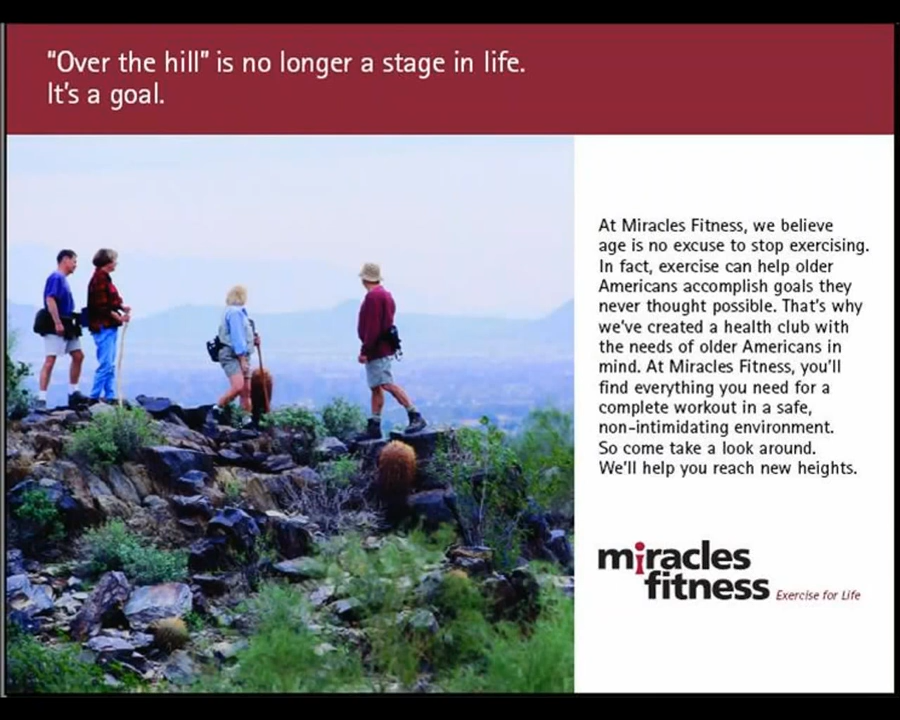 "Over the hill" is no longer a stage in life.
It's a goal.
At Miracles Fitness, we believe
age is no excuse to stop exercising.
In fact, exercise can help older
Americans accomplish goals they
never thought possible. That's why
we've created a health club with
the needs of older Americans in
mind. At Miracles Fitness, you'll
find everything you need for a
complete workout in a safe,
non-intimidating environment.
So come take a look around.
We'll help you reach new heights.
miracles
fitness Exercise for Life